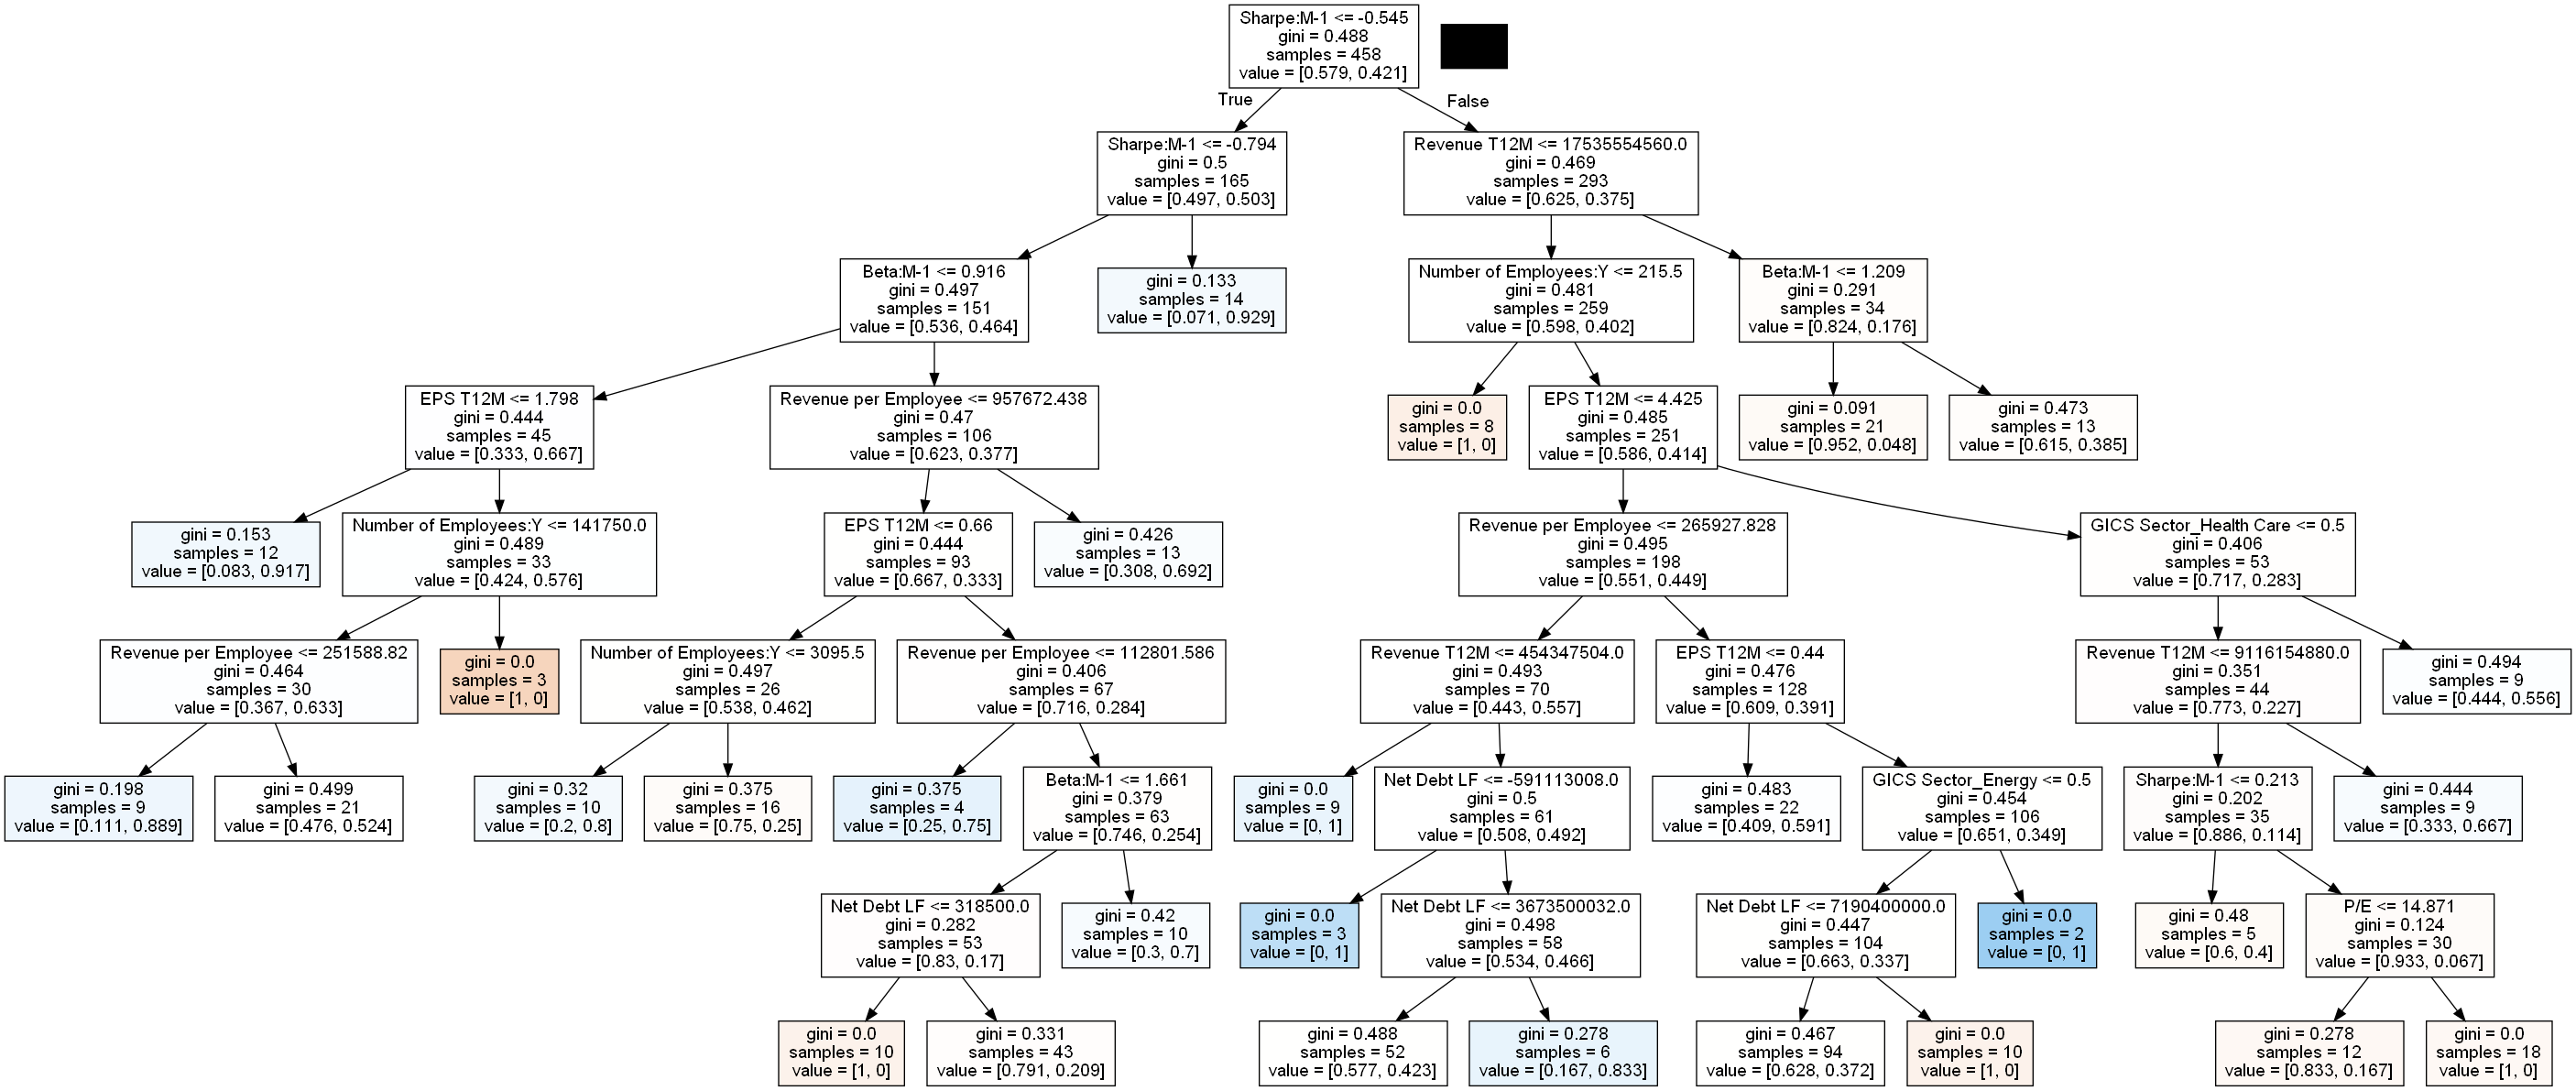 Sharpe:M-1 <= -0.545
gini = 0.488
samples = 458
value = [0.579, 0.421]
True
False
Sharpe:M-1 <= -0.794
gini = 0.5
samples = 165
value = [0.497, 0.503]
Revenue T12M <= 17535554560.0
gini = 0.469
samples = 293
value = [0.625, 0.375]
Beta:M-1 <= 0.916
gini = 0.497
samples = 151
value = [0.536, 0.464]
gini = 0.133
samples = 14
value = [0.071, 0.929]
Number of Employees:Y <= 215.5
gini = 0.481
samples = 259
value = [0.598, 0.402]
Beta:M-1 <= 1.209
gini = 0.291
samples = 34
value = [0.824, 0.176]
EPS T12M <= 1.798
gini = 0.444
samples = 45
value = [0.333, 0.667]
Revenue per Employee <= 957672.438
gini = 0.47
samples = 106
value = [0.623, 0.377]
gini = 0.0
samples = 8
value = [1, 0]
EPS T12M <= 4.425
gini = 0.485
samples = 251
value = [0.586, 0.414]
gini = 0.091
samples = 21
value = [0.952, 0.048]
gini = 0.473
samples = 13
value = [0.615, 0.385]
gini = 0.153
samples = 12
value = [0.083, 0.917]
Number of Employees:Y <= 141750.0
gini = 0.489
samples = 33
value = [0.424, 0.576]
EPS T12M <= 0.66
gini = 0.444
samples = 93
value = [0.667, 0.333]
gini = 0.426
samples = 13
value = [0.308, 0.692]
Revenue per Employee <= 265927.828
gini = 0.495
samples = 198
value = [0.551, 0.449]
GICS Sector_Health Care <= 0.5
gini = 0.406
samples = 53
value = [0.717, 0.283]
Revenue per Employee <= 251588.82
gini = 0.464
samples = 30
value = [0.367, 0.633]
gini = 0.0
samples = 3
value = [1, 0]
Number of Employees:Y <= 3095.5
gini = 0.497
samples = 26
value = [0.538, 0.462]
Revenue per Employee <= 112801.586
gini = 0.406
samples = 67
value = [0.716, 0.284]
Revenue T12M <= 454347504.0
gini = 0.493
samples = 70
value = [0.443, 0.557]
EPS T12M <= 0.44
gini = 0.476
samples = 128
value = [0.609, 0.391]
Revenue T12M <= 9116154880.0
gini = 0.351
samples = 44
value = [0.773, 0.227]
gini = 0.494
samples = 9
value = [0.444, 0.556]
gini = 0.198
samples = 9
value = [0.111, 0.889]
gini = 0.499
samples = 21
value = [0.476, 0.524]
gini = 0.32
samples = 10
value = [0.2, 0.8]
gini = 0.375
samples = 16
value = [0.75, 0.25]
gini = 0.375
samples = 4
value = [0.25, 0.75]
Beta:M-1 <= 1.661
gini = 0.379
samples = 63
value = [0.746, 0.254]
gini = 0.0
samples = 9
value = [0, 1]
Net Debt LF <= -591113008.0
gini = 0.5
samples = 61
value = [0.508, 0.492]
gini = 0.483
samples = 22
value = [0.409, 0.591]
GICS Sector_Energy <= 0.5
gini = 0.454
samples = 106
value = [0.651, 0.349]
Sharpe:M-1 <= 0.213
gini = 0.202
samples = 35
value = [0.886, 0.114]
gini = 0.444
samples = 9
value = [0.333, 0.667]
Net Debt LF <= 318500.0
gini = 0.282
samples = 53
value = [0.83, 0.17]
gini = 0.42
samples = 10
value = [0.3, 0.7]
gini = 0.0
samples = 3
value = [0, 1]
Net Debt LF <= 3673500032.0
gini = 0.498
samples = 58
value = [0.534, 0.466]
Net Debt LF <= 7190400000.0
gini = 0.447
samples = 104
value = [0.663, 0.337]
gini = 0.0
samples = 2
value = [0, 1]
gini = 0.48
samples = 5
value = [0.6, 0.4]
P/E <= 14.871
gini = 0.124
samples = 30
value = [0.933, 0.067]
gini = 0.0
samples = 10
value = [1, 0]
gini = 0.331
samples = 43
value = [0.791, 0.209]
gini = 0.488
samples = 52
value = [0.577, 0.423]
gini = 0.278
samples = 6
value = [0.167, 0.833]
gini = 0.467
samples = 94
value = [0.628, 0.372]
gini = 0.0
samples = 10
value = [1, 0]
gini = 0.278
samples = 12
value = [0.833, 0.167]
gini = 0.0
samples = 18
value = [1, 0]